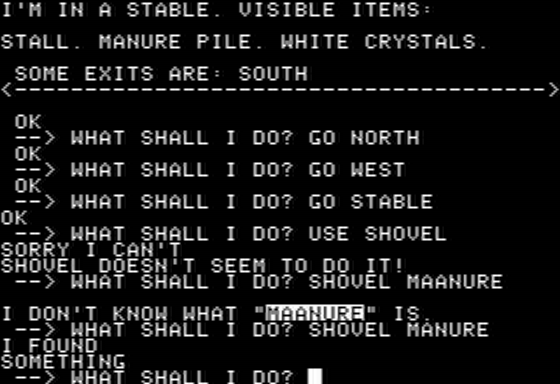 I'M IN A STABLE. VISIBLE ITEMS:
STALL. MANURE PILE. WHITE CRYSTALS.
SOME EXITS ARE: SOUTH
<--------------------------------------->
OK
--> WHAT SHALL I DO? GO NORTH
OK
--> WHAT SHALL I DO? GO WEST
OK
--> WHAT SHALL I DO? GO STABLE
OK
--> WHAT SHALL I DO? USE SHOVEL
SORRY I CAN'T
SHOVEL DOESN'T SEEM TO DO IT!
--> WHAT SHALL I DO? SHOVEL MAANURE
I DON'T KNOW WHAT "MAANURE" IS.
--> WHAT SHALL I DO? SHOVEL MANURE
I FOUND
SOMETHING
--> WHAT SHALL I DO?